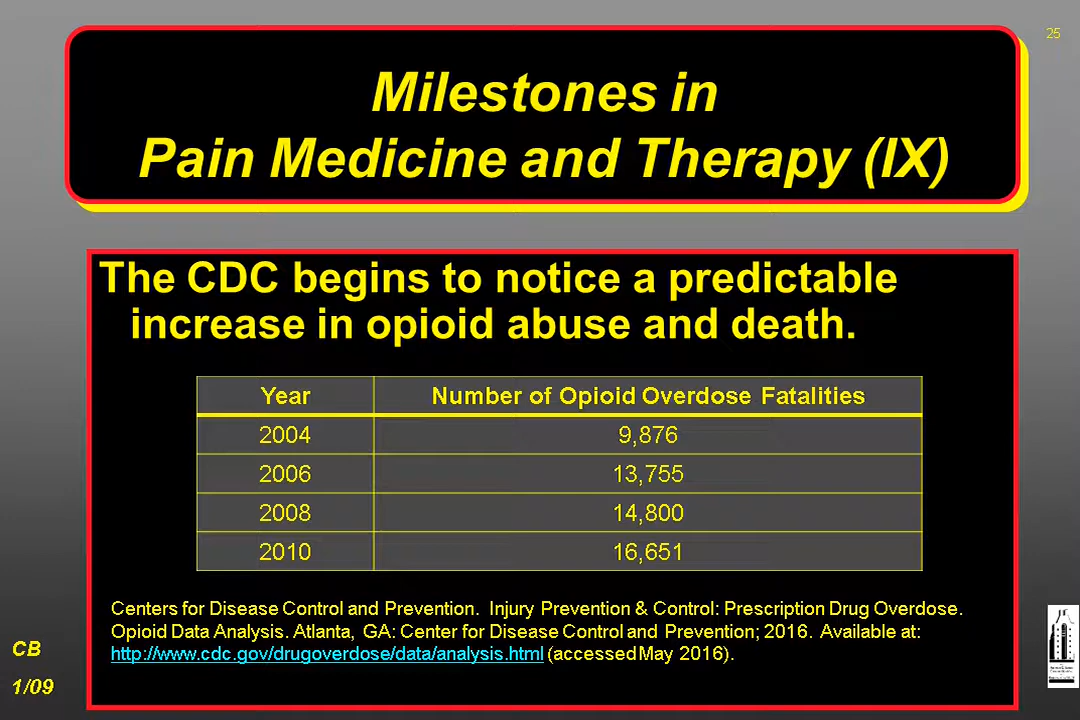 25
Milestones in
Pain Medicine and Therapy (IX)
The CDC begins to notice a predictable
increase in opioid abuse and death.
Year Number of Opioid Overdose Fatalities
2004 9,876
2006 13,755
2008 14,800
2010 16,651
Centers for Disease Control and Prevention. Injury Prevention & Control: Prescription Drug Overdose.
Opioid Data Analysis. Atlanta, GA: Center for Disease Control and Prevention; 2016. Available at:
http://www.cdc.gov/drugoverdose/data/analysis.html (accessed May 2016).
CB
1/09